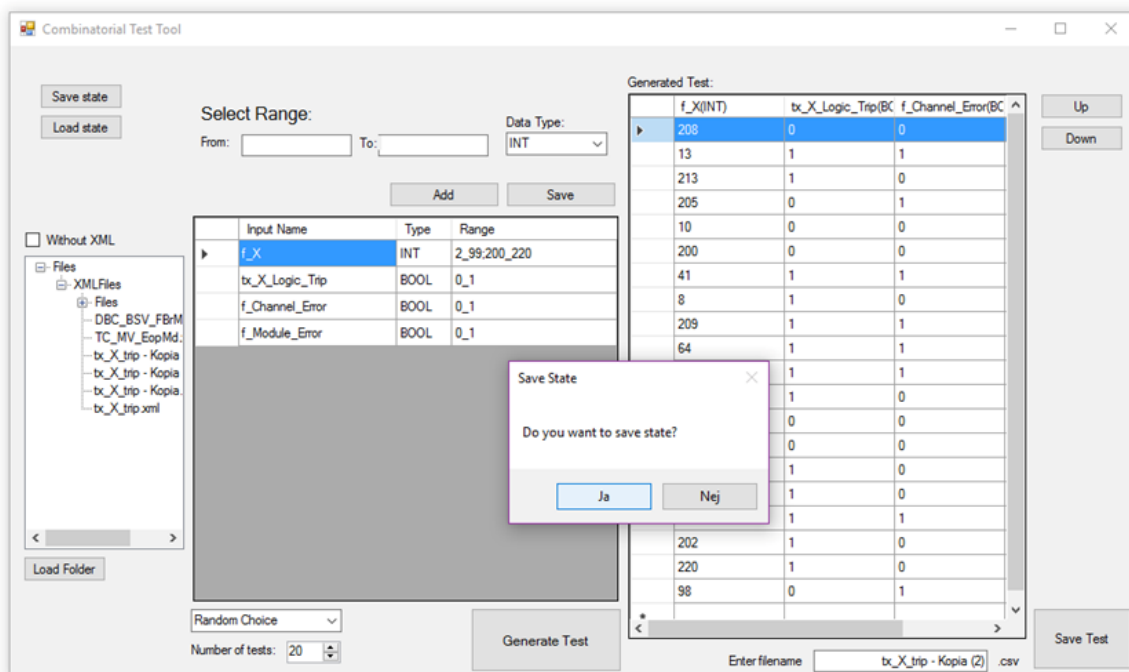 Combinatorial Test Tool
Save state
Load state
Select Range:
From:
To:
Data Type:
INT
Add
Save
Without XML
Files
XMLFiles
Files
DBC_BSV_FBrM
TC_MV_EopMd.
tx_X_trip - Kopia
tx_X_trip - Kopia
tx_X_trip - Kopia.
tx_X_trip.xml
Load Folder
Input Name Type Range
f_X INT 2_99;200_220
tx_X_Logic_Trip BOOL 0_1
f_Channel_Error BOOL 0_1
f_Module_Error BOOL 0_1
Random Choice
Number of tests: 20
Generate Test
Generated Test:
f_X(INT) tx_X_Logic_Trip(BC f_Channel_Error(BC
208 0 0
13 1 1
213 1 0
205 0 1
10 0 0
200 0 0
41 1 1
8 1 0
209 1 1
64 1 1
1 1
1 0
0 0
0 0
1 0
1 0
1 1
202 1 0
220 1 0
98 0 1
*
Save State
Do you want to save state?
Ja
Nej
Up
Down
Enter filename tx_X_trip - Kopia (2) .csv
Save Test